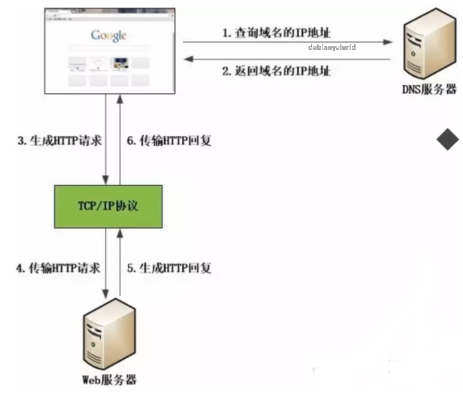 Google
1.查询域名的IP地址
2.返回域名的IP地址
DNS服务器
3.生成HTTP请求
6.传输HTTP回复
TCP/IP协议
4.传输HTTP请求
5.生成HTTP回复
Web服务器